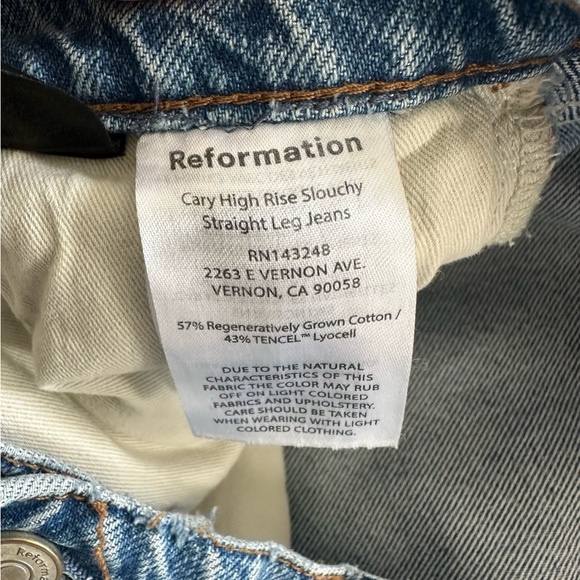 Reformation
Cary High Rise Slouchy
Straight Leg Jeans
RN143248
2263 E VERNON AVE.
VERNON, CA 90058
57% Regeneratively Grown Cotton /
43% TENCEL™ Lyocell
DUE TO THE NATURAL
CHARACTERISTICS OF THIS
FABRIC THE COLOR MAY RUB
OFF ON LIGHT COLORED
FABRICS AND UPHOLSTERY.
CARE SHOULD BE TAKEN
WHEN WEARING WITH LIGHT
COLORED CLOTHING.
Reforma